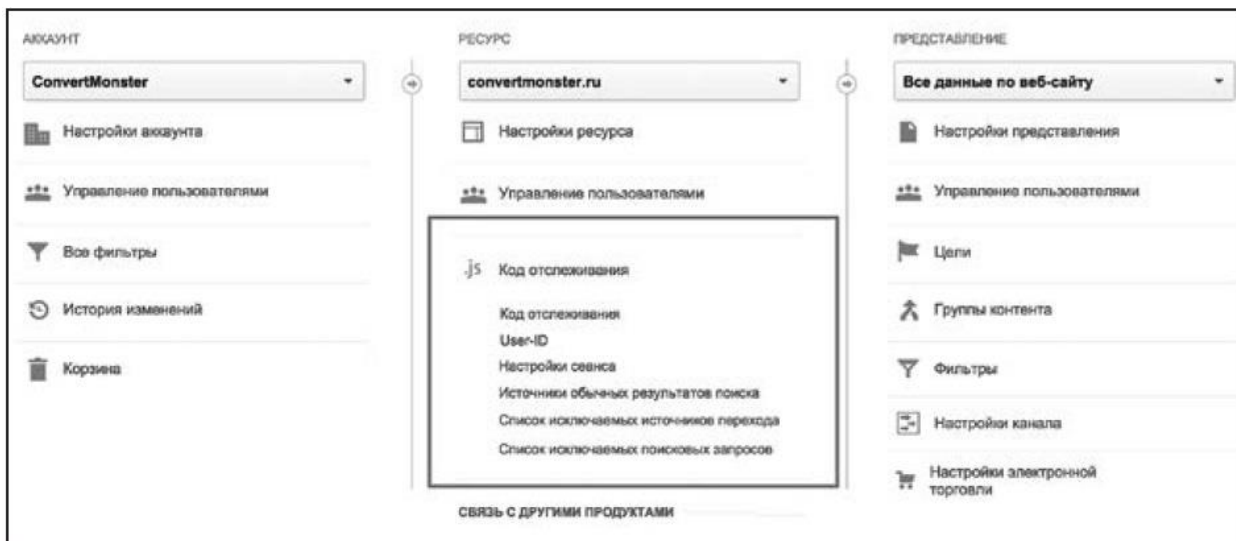 АККАУНТ
ConvertMonster
Настройки аккаунта
Управление пользователями
Все фильтры
История изменений
Корзина
РЕСУРС
convertmonster.ru
Настройки ресурса
Управление пользователями
.js Код отслеживания
Код отслеживания
User-ID
Настройки сеанса
Источники обычных результатов поиска
Список исключаемых источников перехода
Список исключаемых поисковых запросов
СВЯЗЬ С ДРУГИМИ ПРОДУКТАМИ
ПРЕДСТАВЛЕНИЕ
Все данные по веб-сайту
Настройки представления
Управление пользователями
Цели
Группы контента
Фильтры
Настройки канала
Настройки электронной
торговли